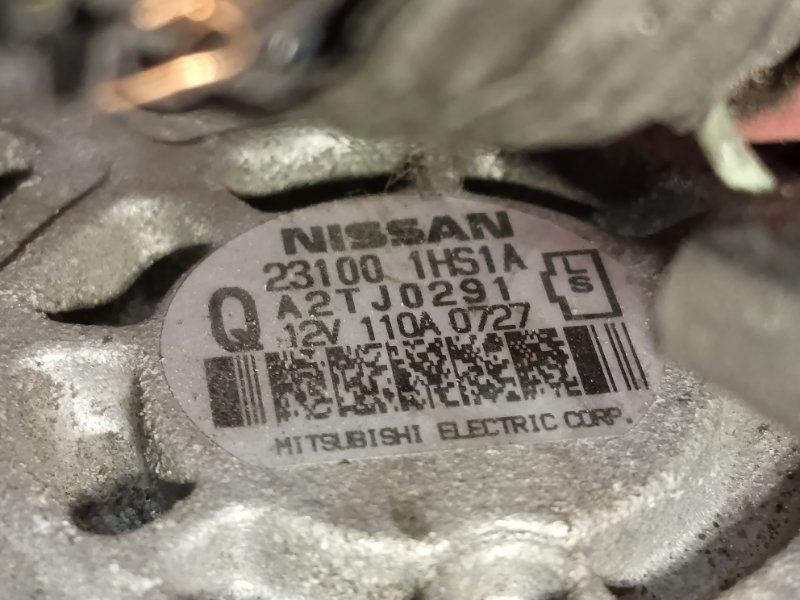 NISSAN
23100 1HS1A
Q A2TJ0291 LS
12V 110A 0727
MITSUBISHI ELECTRIC CORP.